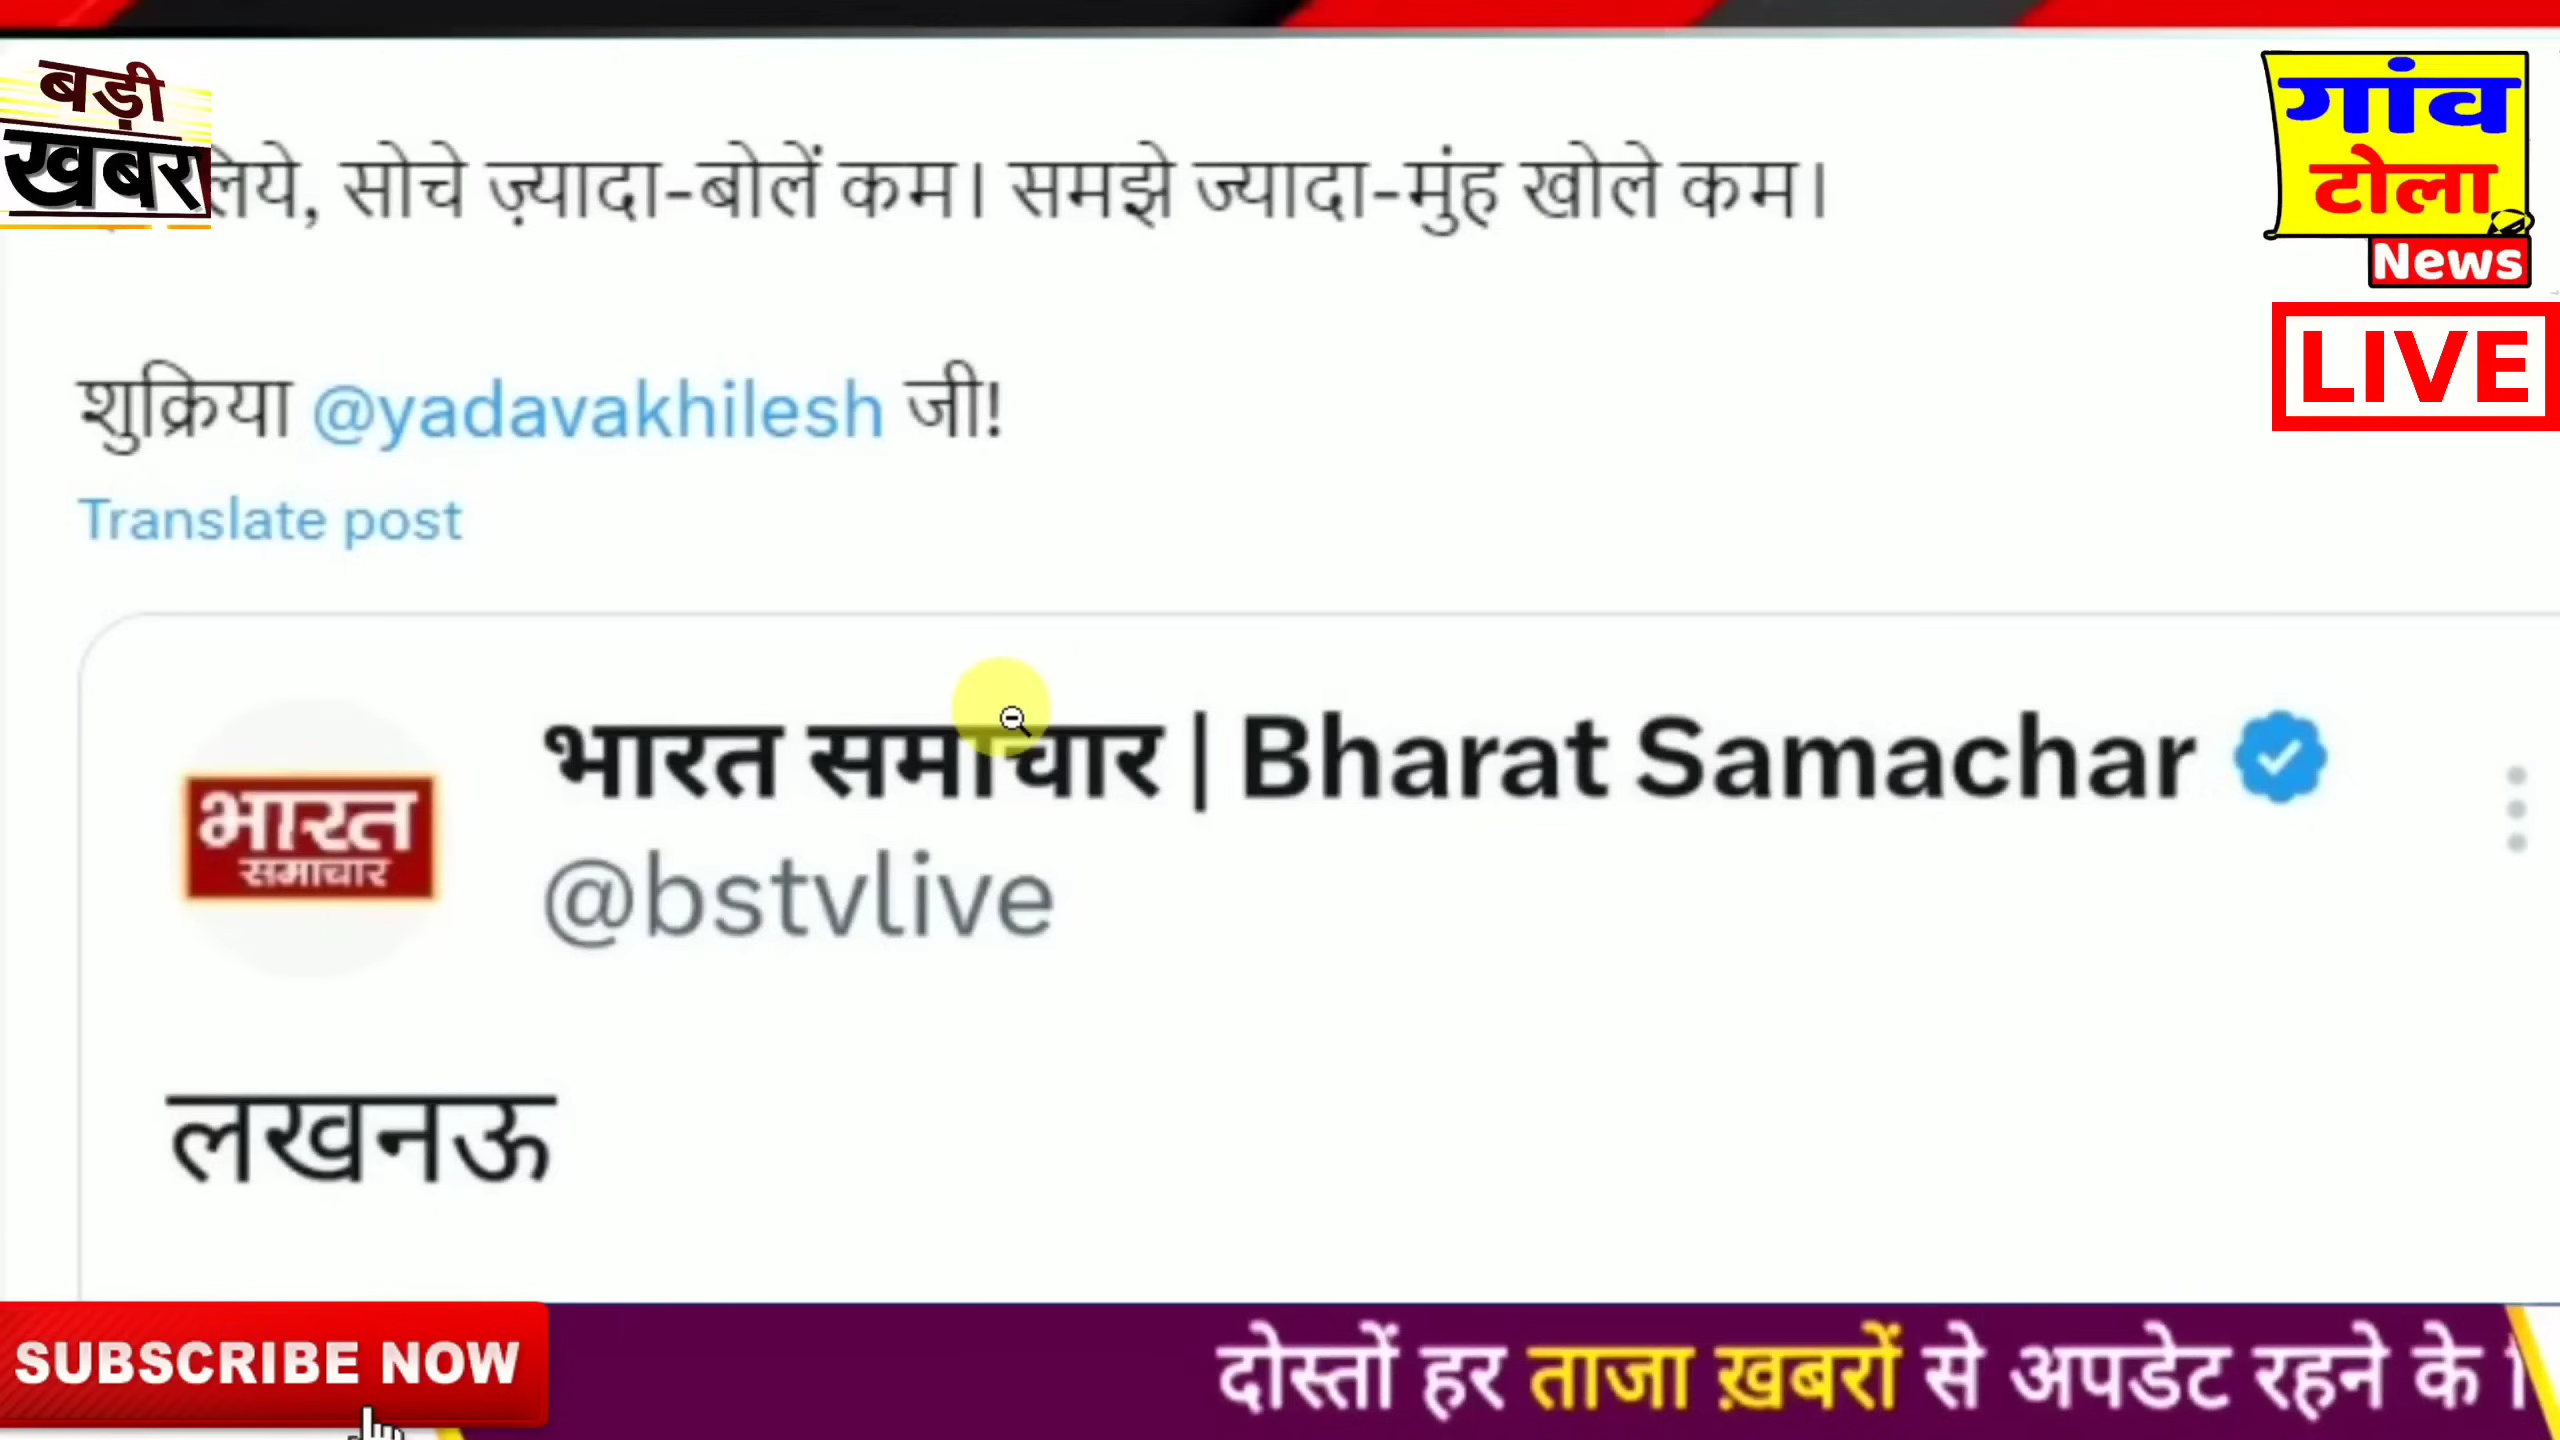 बड़ी
खबर
लिये, सोचे ज़्यादा-बोलें कम। समझे ज्यादा-मुंह खोले कम।
गांव
टोला
News
LIVE
शुक्रिया @yadavakhilesh जी!
Translate post
भारत
समाचार
भारत समाचार | Bharat Samachar
@bstvlive
लखनऊ
SUBSCRIBE NOW
दोस्तों हर ताजा ख़बरों से अपडेट रहने के